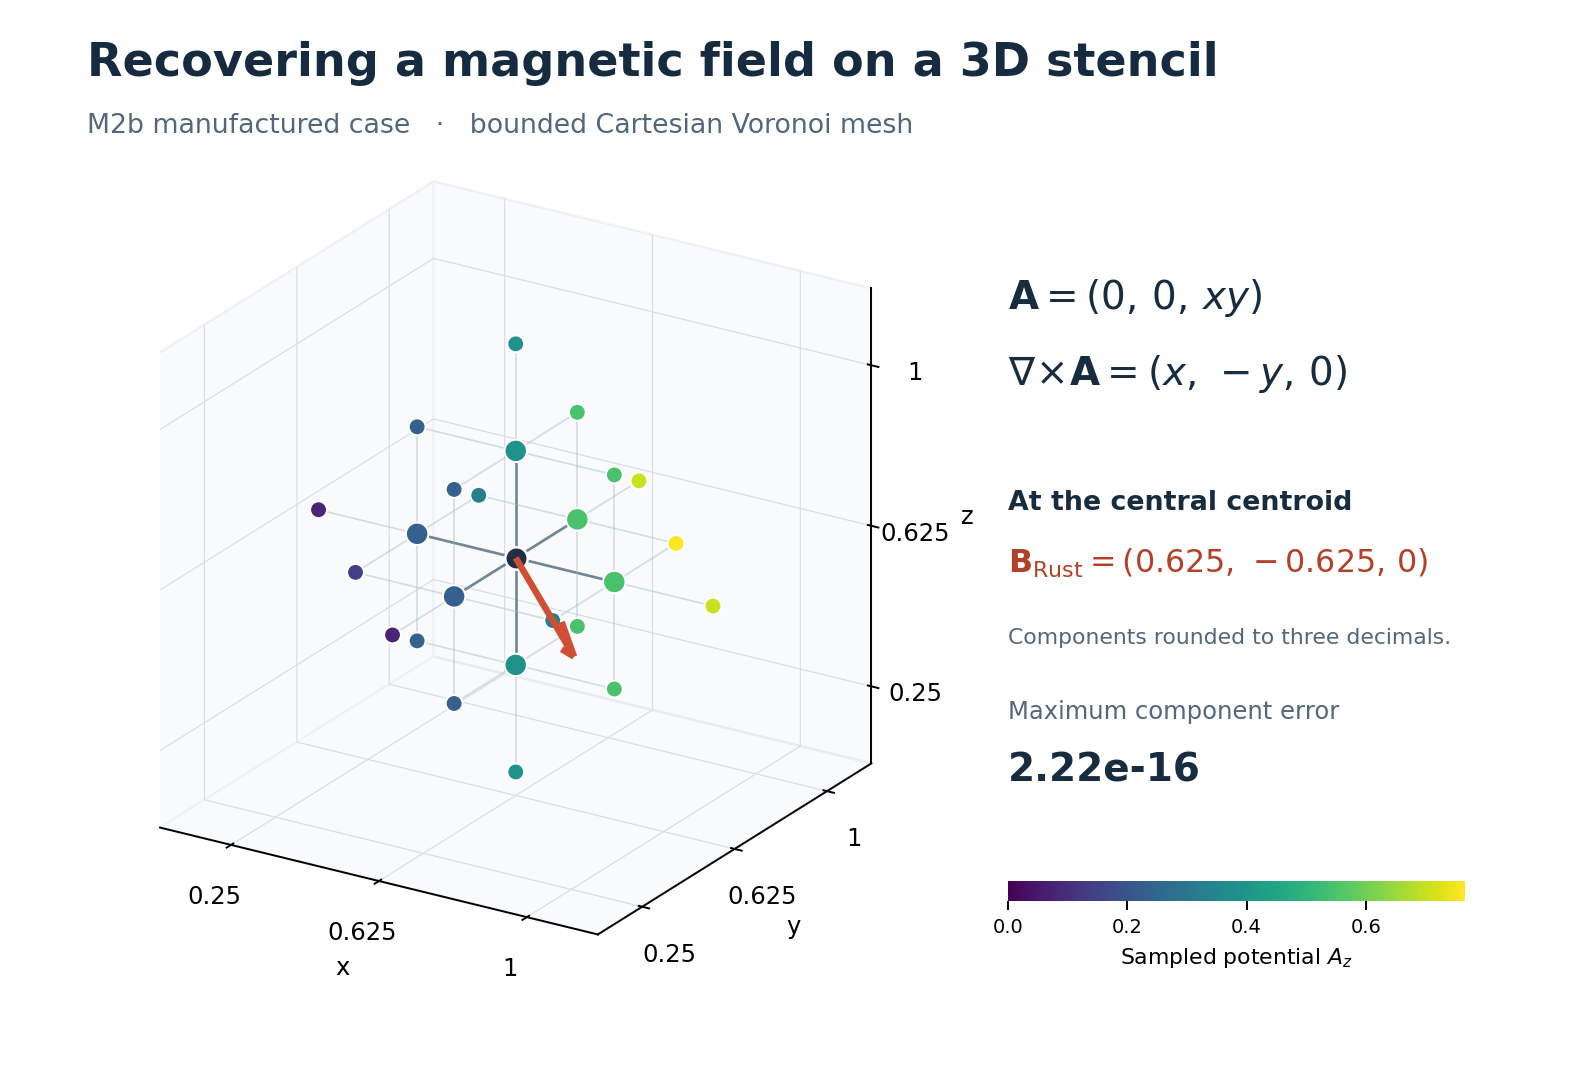 Recovering a magnetic field on a 3D stencil
M2b manufactured case · bounded Cartesian Voronoi mesh
A = (0, 0, xy)
∇×A = (x, −y, 0)
At the central centroid
B_Rust = (0.625, −0.625, 0)
Components rounded to three decimals.
Maximum component error
2.22e-16
1
0.625
0.25
z
0.25
0.625
1
x
1
0.625
0.25
y
0.0 0.2 0.4 0.6
Sampled potential A_z